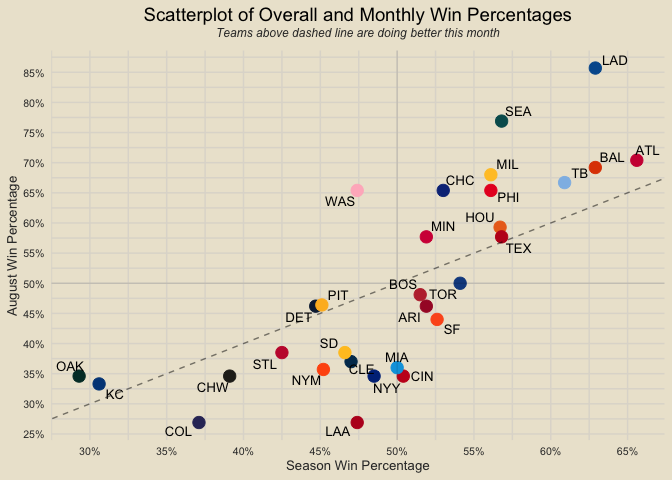 Scatterplot of Overall and Monthly Win Percentages
Teams above dashed line are doing better this month
August Win Percentage
85%
80%
75%
70%
65%
60%
55%
50%
45%
40%
35%
30%
25%
LAD
SEA
ATL
BAL
MIL
TB
CHC
PHI
WAS
HOU
MIN
TEX
BOS
TOR
PIT
DET
ARI
SF
SD
MIA
STL
OAK
CLE
CIN
NYM
CHW
NYY
KC
COL
LAA
30%
35%
40%
45%
50%
55%
60%
65%
Season Win Percentage